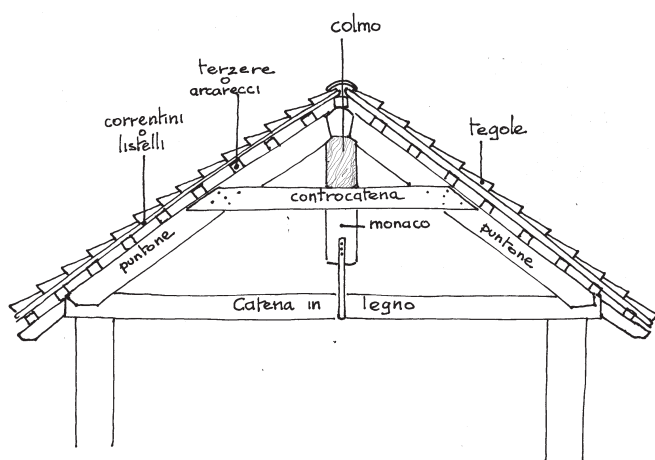 colmo
terzere
o
arcarecci
correntini
o
listelli
tegole
controcatena
monaco
puntone
puntone
Catena in legno